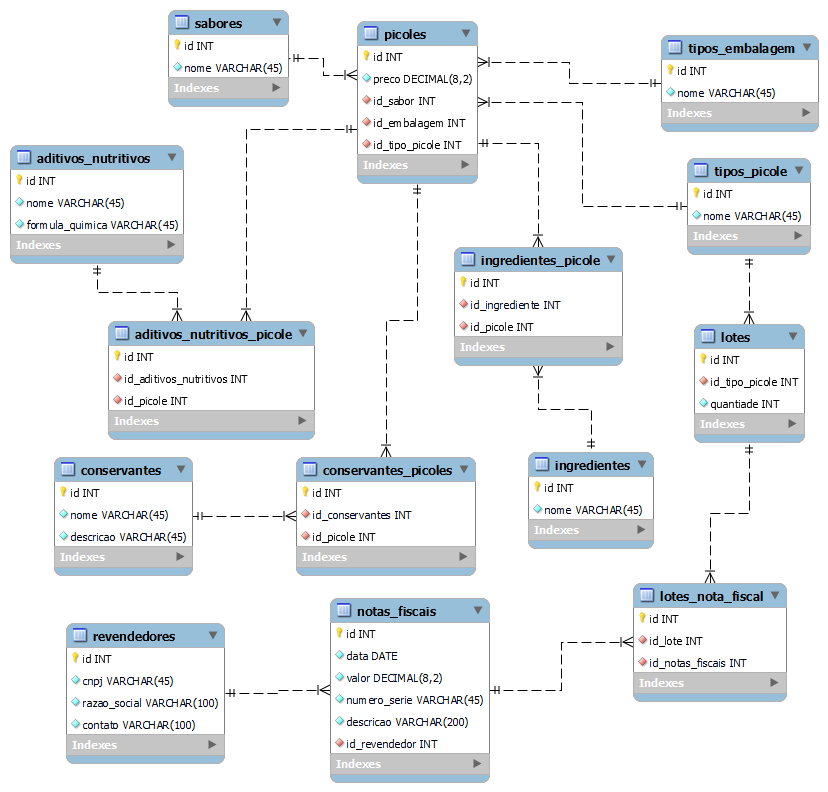 sabores
id INT
nome VARCHAR(45)
Indexes
picoles
id INT
preco DECIMAL(8,2)
id_sabor INT
id_embalagem INT
id_tipo_picole INT
Indexes
tipos_embalagem
id INT
nome VARCHAR(45)
Indexes
aditivos_nutritivos
id INT
nome VARCHAR(45)
formula_quimica VARCHAR(45)
Indexes
tipos_picole
id INT
nome VARCHAR(45)
Indexes
ingredientes_picole
id INT
id_ingrediente INT
id_picole INT
Indexes
aditivos_nutritivos_picole
id INT
id_aditivos_nutritivos INT
id_picole INT
Indexes
lotes
id INT
id_tipo_picole INT
quantiade INT
Indexes
conservantes
id INT
nome VARCHAR(45)
descricao VARCHAR(45)
Indexes
conservantes_picoles
id INT
id_conservantes INT
id_picole INT
Indexes
ingredientes
id INT
nome VARCHAR(45)
Indexes
revendedores
id INT
cnpj VARCHAR(45)
razao_social VARCHAR(100)
contato VARCHAR(100)
Indexes
notas_fiscais
id INT
data DATE
valor DECIMAL(8,2)
numero_serie VARCHAR(45)
descricao VARCHAR(200)
id_revendedor INT
Indexes
lotes_nota_fiscal
id INT
id_lote INT
id_notas_fiscais INT
Indexes